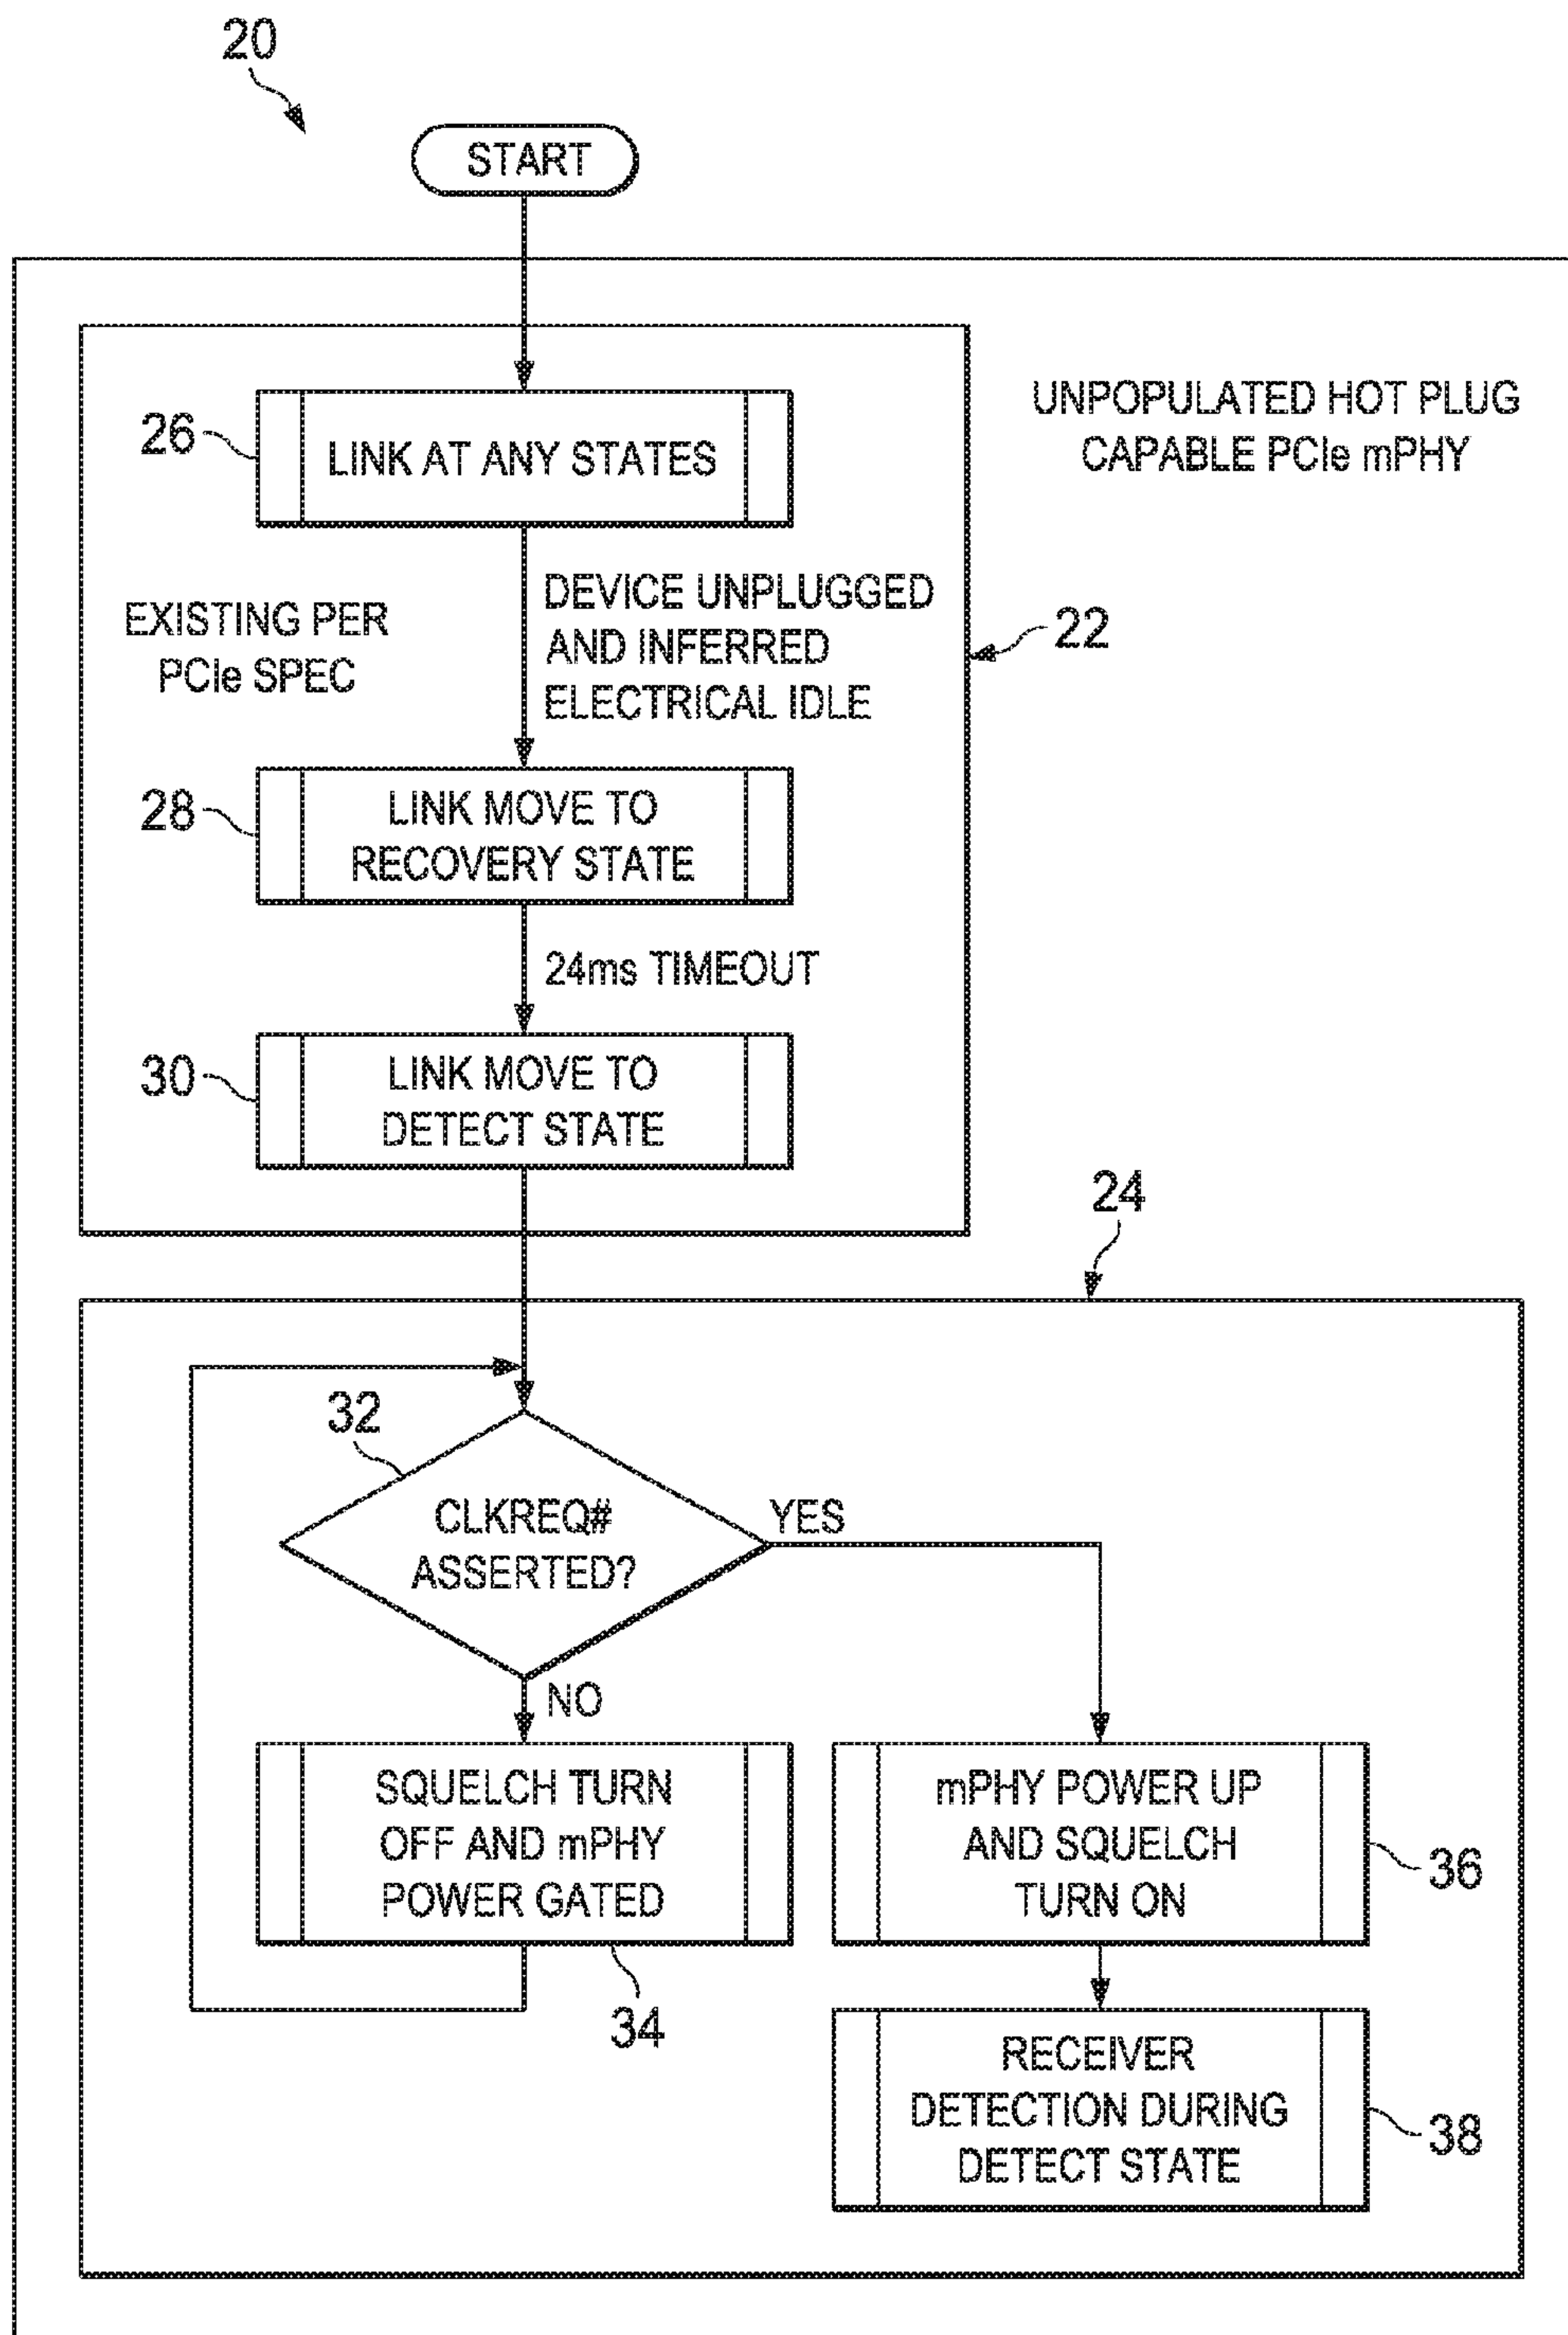 20
START
UNPOPULATED HOT PLUG
CAPABLE PCIe mPHY
26
LINK AT ANY STATES
EXISTING PER
PCIe SPEC
DEVICE UNPLUGGED
AND INFERRED
ELECTRICAL IDLE
22
28
LINK MOVE TO
RECOVERY STATE
24ms TIMEOUT
30
LINK MOVE TO
DETECT STATE
24
32
CLKREQ#
ASSERTED?
YES
NO
SQUELCH TURN
OFF AND mPHY
POWER GATED
34
mPHY POWER UP
AND SQUELCH
TURN ON
36
RECEIVER
DETECTION DURING
DETECT STATE
38